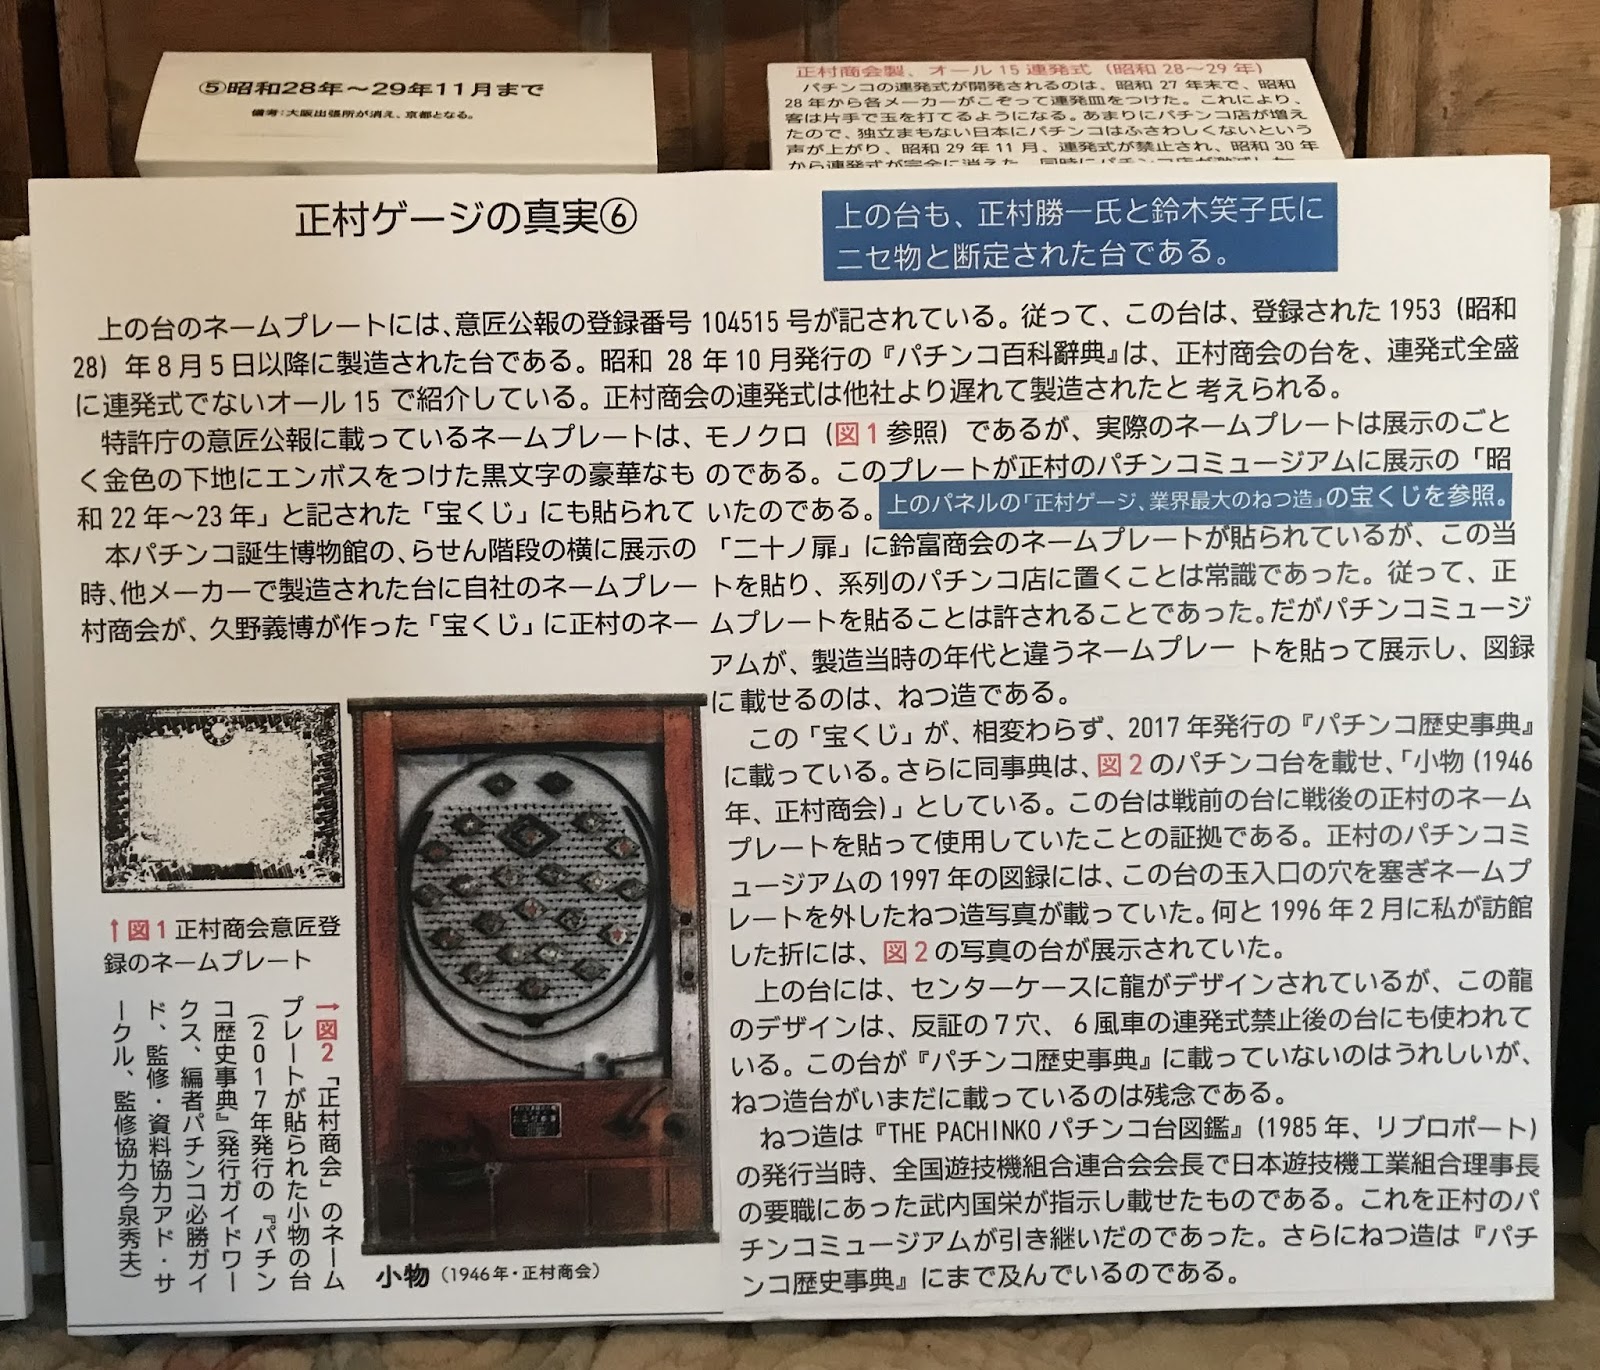 ⑤昭和28年〜29年11月まで
備考:大阪出張所が消え、京都となる。
正村商会製、オール15連発式(昭和28〜29年)
パチンコの連発式が開発されるのは、昭和27年末で、昭和
28年から各メーカーがこぞって連発皿をつけた。これにより、
客は片手で玉を打てるようになる。あまりにパチンコ店が増え
たので、独立まもない日本にパチンコはふさわしくないという
声が上がり、昭和29年11月、連発式が禁止され、昭和30年
から連発式が完全に消えた。同時にパチンコ店が激減した
正村ゲージの真実⑥
上の台も、正村勝一氏と鈴木笑子氏に
ニセ物と断定された台である。
上の台のネームプレートには、意匠公報の登録番号104515号が記されている。従って、この台は、登録された1953(昭和
28)年8月5日以降に製造された台である。昭和 28年10月発行の『パチンコ百科辭典』は、正村商会の台を、連発式全盛
に連発式でないオール15で紹介している。正村商会の連発式は他社より遅れて製造されたと考えられる。
特許庁の意匠公報に載っているネームプレートは、モノクロ(図1参照)であるが、実際のネームプレートは展示のごと
く金色の下地にエンボスをつけた黒文字の豪華なものである。このプレートが正村のパチンコミュージアムに展示の「昭
和22年〜23年」と記された「宝くじ」にも貼られていたのである。上のパネルの「正村ゲージ、業界最大のねつ造」の宝くじを参照。
本パチンコ誕生博物館の、らせん階段の横に展示の「二十ノ扉」に鈴富商会のネームプレートが貼られているが、この当
時、他メーカーで製造された台に自社のネームプレートを貼り、系列のパチンコ店に置くことは常識であった。従って、正
村商会が、久野義博が作った「宝くじ」に正村のネームプレートを貼ることは許されることであった。だがパチンコミュージ
アムが、製造当時の年代と違うネームプレートを貼って展示し、図録
に載せるのは、ねつ造である。
この「宝くじ」が、相変わらず、2017年発行の『パチンコ歴史事典』
に載っている。さらに同事典は、図2のパチンコ台を載せ、「小物(1946
年、正村商会)」としている。この台は戦前の台に戦後の正村のネーム
プレートを貼って使用していたことの証拠である。正村のパチンコミ
ュージアムの1997年の図録には、この台の玉入口の穴を塞ぎネームプ
レートを外したねつ造写真が載っていた。何と1996年2月に私が訪館
した折には、図2の写真の台が展示されていた。
上の台には、センターケースに龍がデザインされているが、この龍
のデザインは、反証の7穴、6風車の連発式禁止後の台にも使われて
いる。この台が『パチンコ歴史事典』に載っていないのはうれしいが、
ねつ造台がいまだに載っているのは残念である。
ねつ造は『THE PACHINKOパチンコ台図鑑』(1985年、リブロポート)
の発行当時、全国遊技機組合連合会会長で日本遊技機工業組合理事長
の要職にあった武内国栄が指示し載せたものである。これを正村のパ
チンコミュージアムが引き継いだのであった。さらにねつ造は『パチ
ンコ歴史事典』にまで及んでいるのである。
↑図1 正村商会意匠登
録のネームプレート
→図2 「正村商会」のネーム
プレートが貼られた小物の台
(2017年発行の『パチン
コ歴史事典』(発行ガイドワー
クス、編者パチンコ必勝ガイ
ド、監修・資料協力アド・サ
ークル、監修協力今泉秀夫)
小物(1946年・正村商会)